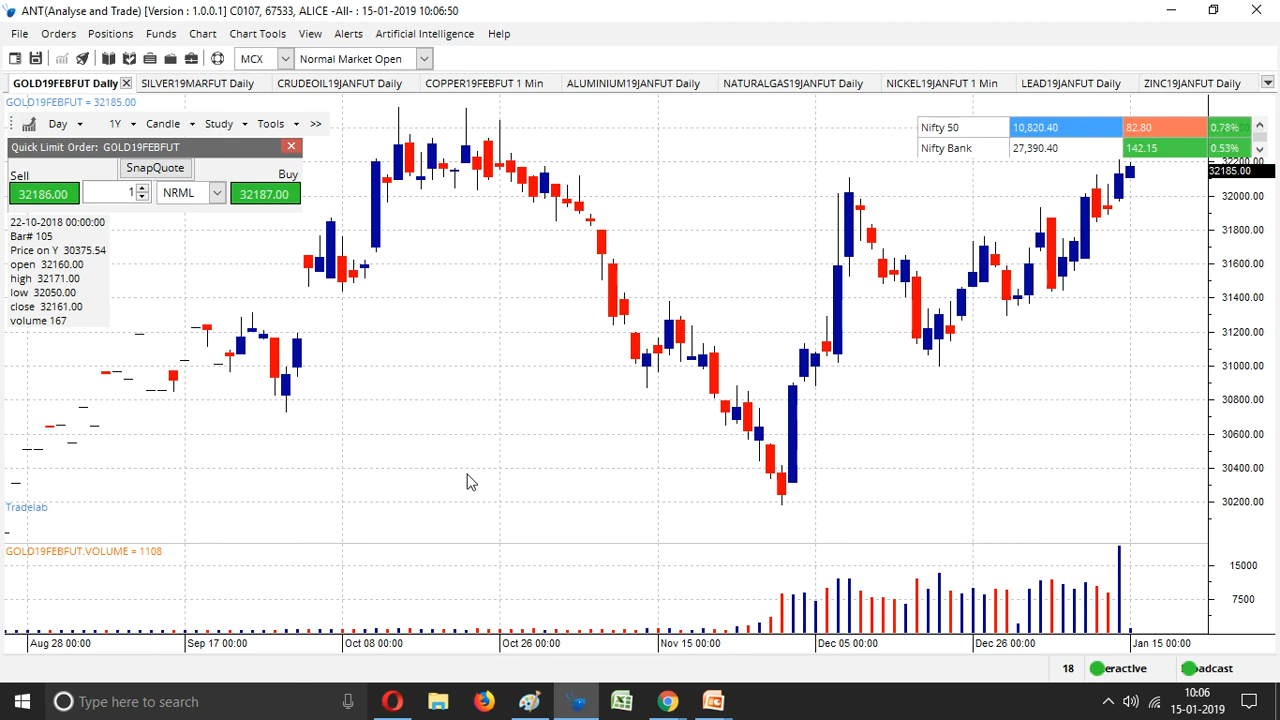 ANT(Analyse and Trade) [Version : 1.0.0.1] C0107, 67533, ALICE -All- : 15-01-2019 10:06:50
File Orders Positions Funds Chart Chart Tools View Alerts Artificial Intelligence Help
MCX Normal Market Open
GOLD19FEBFUT Daily SILVER19MARFUT Daily CRUDEOIL19JANFUT Daily COPPER19FEBFUT 1 Min ALUMINIUM19JANFUT Daily NATURALGAS19JANFUT Daily NICKEL19JANFUT 1 Min LEAD19JANFUT Daily ZINC19JANFUT Daily
GOLD19FEBFUT = 32185.00
Day 1Y Candle Study Tools >>
Nifty 50 10,820.40 82.80 0.78%
Nifty Bank 27,390.40 142.15 0.53%
Quick Limit Order: GOLD19FEBFUT
SnapQuote
Sell Buy
32186.00 1 NRML 32187.00
22-10-2018 00:00:00
Bar# 105
Price on Y 30375.54
open 32160.00
high 32171.00
low 32050.00
close 32161.00
volume 167
32200.00
32185.00
32000.00
31800.00
31600.00
31400.00
31200.00
31000.00
30800.00
30600.00
30400.00
30200.00
Tradelab
GOLD19FEBFUT.VOLUME = 1108
15000
7500
Aug 28 00:00 Sep 17 00:00 Oct 08 00:00 Oct 26 00:00 Nov 15 00:00 Dec 05 00:00 Dec 26 00:00 Jan 15 00:00
18 eractive oadcast
Type here to search
10:06
15-01-2019